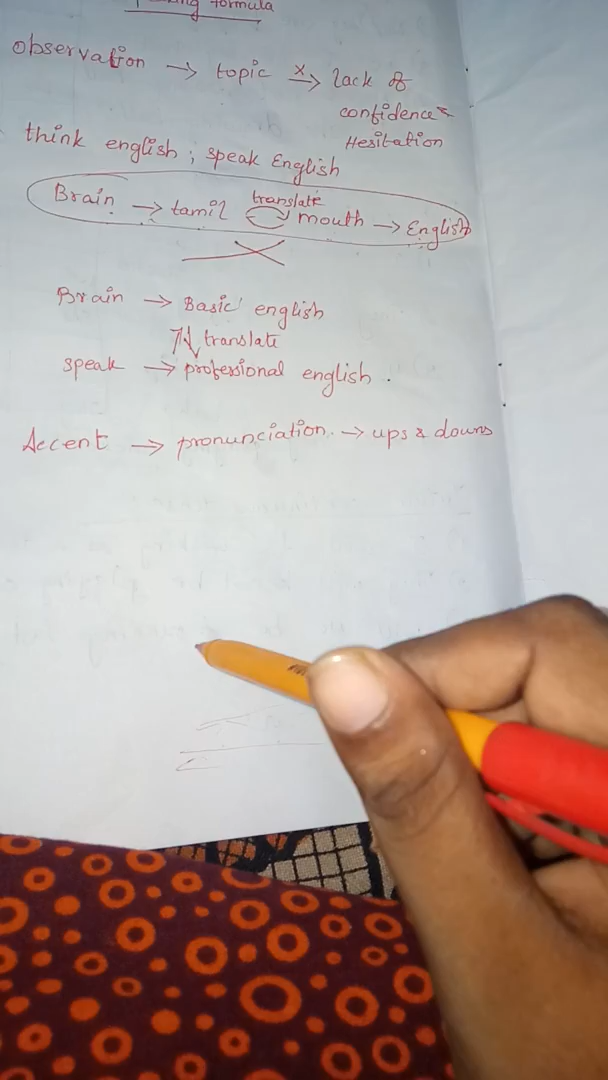 formula
observation → topic x→ lack of
confidence &
Hesitation
think english ; speak English
Brain → tamil translate mouth → English
Brain → Basic english
translate
speak → professional english .
Accent → pronunciation. → ups & downs